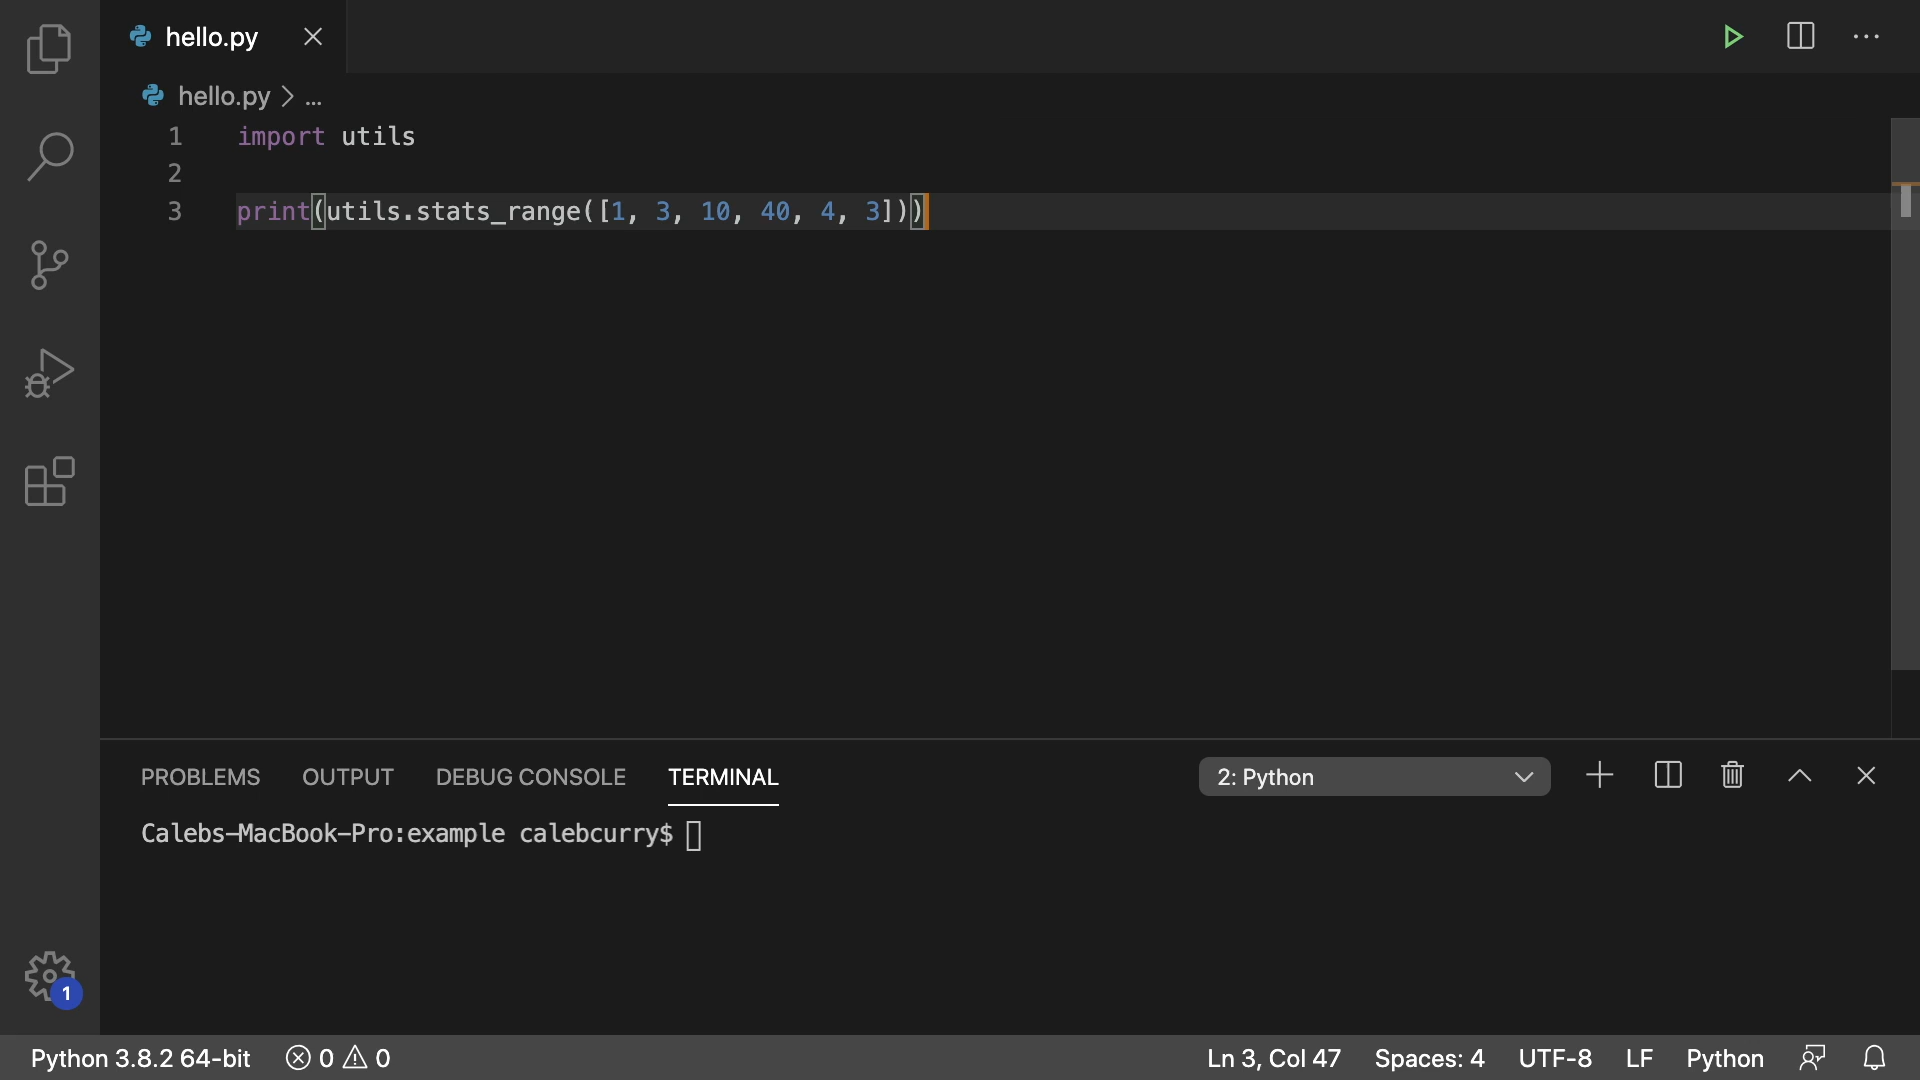 hello.py
hello.py > ...
1 import utils
2
3 print(utils.stats_range([1, 3, 10, 40, 4, 3]))
PROBLEMS OUTPUT DEBUG CONSOLE TERMINAL 2: Python
Calebs-MacBook-Pro:example calebcurry$
1
Python 3.8.2 64-bit 0 0 Ln 3, Col 47 Spaces: 4 UTF-8 LF Python